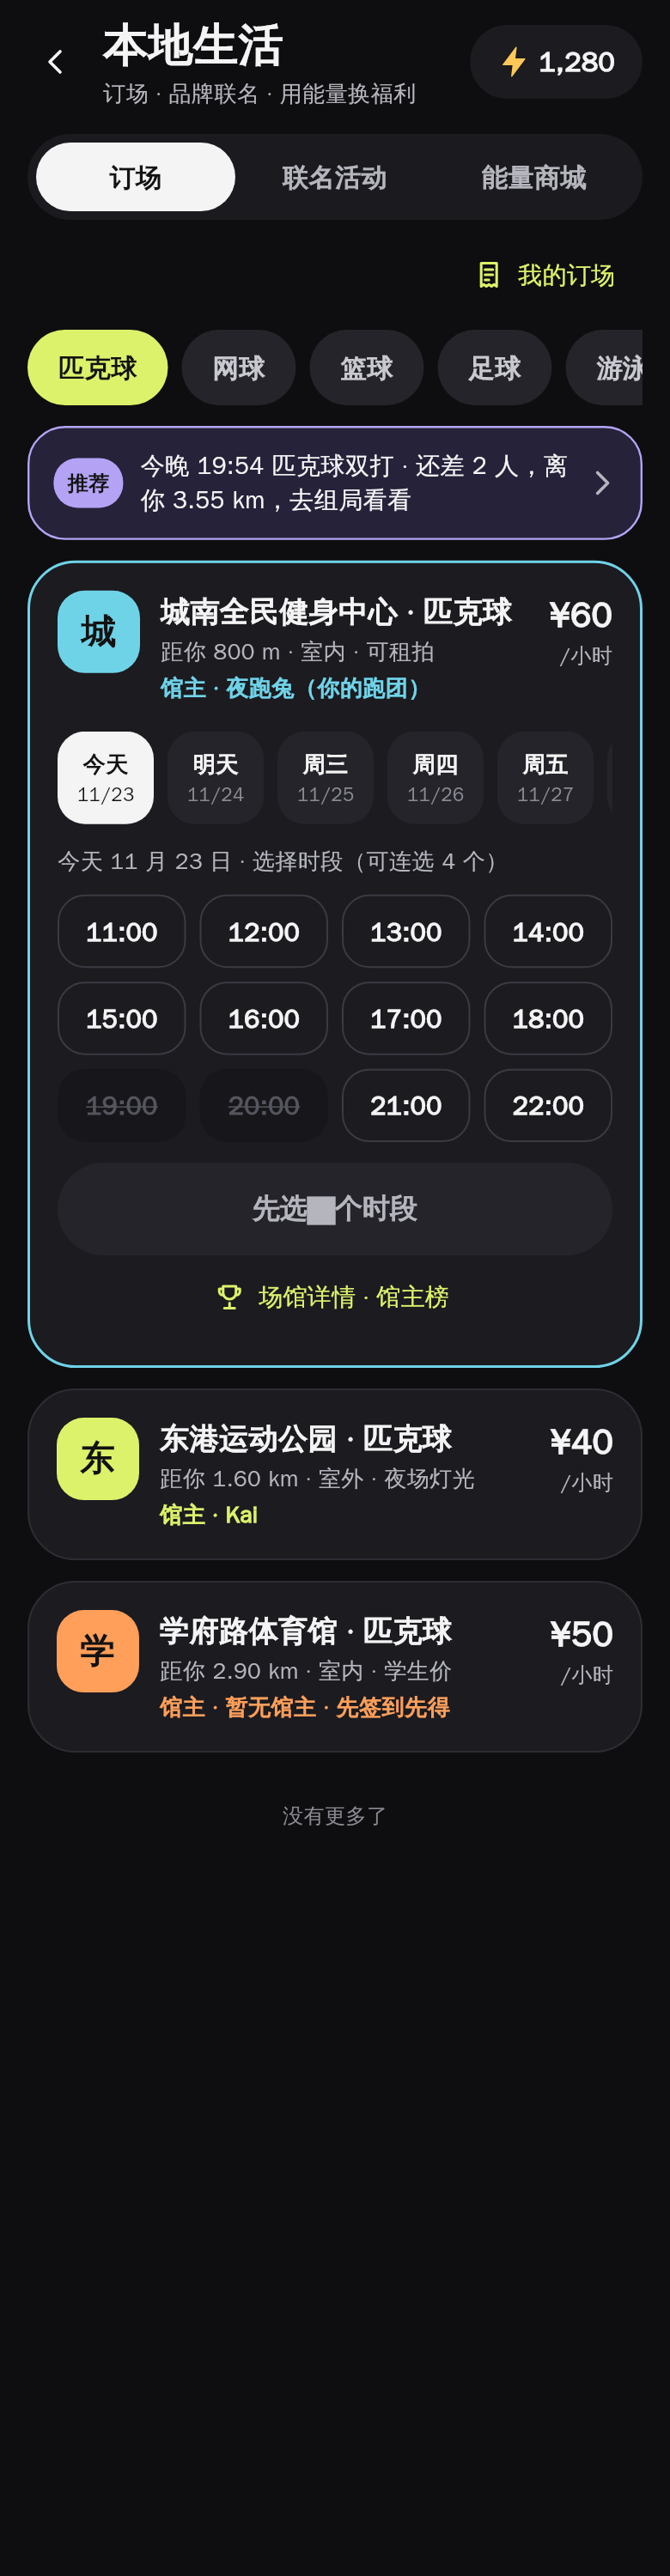 本地生活
订场 · 品牌联名 · 用能量换福利
1,280
订场
联名活动
能量商城
我的订场
匹克球
网球
篮球
足球
游泳
推荐
今晚 19:54 匹克球双打 · 还差 2 人，离
你 3.55 km，去组局看看
城
城南全民健身中心 · 匹克球
¥60
距你 800 m · 室内 · 可租拍
/小时
馆主 · 夜跑兔（你的跑团）
今天
11/23
明天
11/24
周三
11/25
周四
11/26
周五
11/27
今天 11 月 23 日 · 选择时段（可连选 4 个）
11:00
12:00
13:00
14:00
15:00
16:00
17:00
18:00
19:00
20:00
21:00
22:00
先选 个时段
场馆详情 · 馆主榜
东
东港运动公园 · 匹克球
¥40
距你 1.60 km · 室外 · 夜场灯光
/小时
馆主 · Kai
学
学府路体育馆 · 匹克球
¥50
距你 2.90 km · 室内 · 学生价
/小时
馆主 · 暂无馆主 · 先签到先得
没有更多了